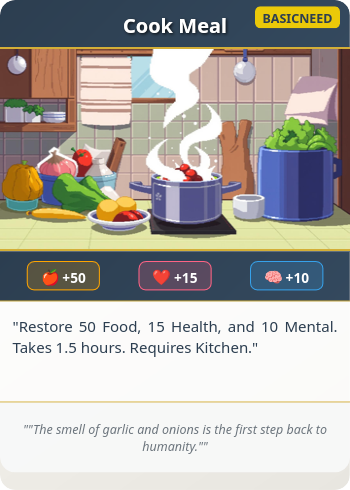 Cook Meal
BASICNEED
🍎 +50
❤️ +15
🧠 +10
"Restore 50 Food, 15 Health, and 10 Mental.
Takes 1.5 hours. Requires Kitchen."
""The smell of garlic and onions is the first step back to
humanity.""